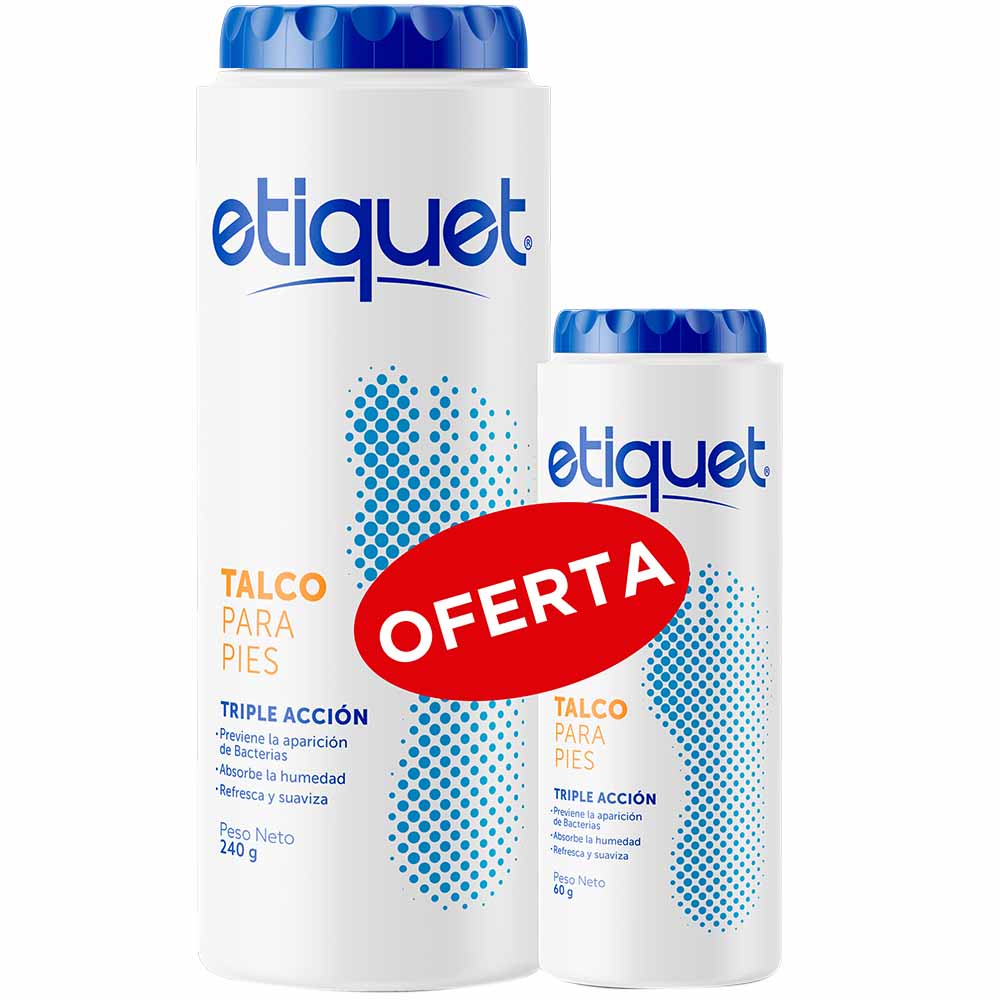 etiquet®
TALCO
PARA
PIES
TRIPLE ACCIÓN
•Previene la aparición
de Bacterias
•Absorbe la humedad
•Refresca y suaviza
Peso Neto
240 g
OFERTA
etiquet®
TALCO
PARA
PIES
TRIPLE ACCIÓN
•Previene la aparición
de Bacterias
•Absorbe la humedad
•Refresca y suaviza
Peso Neto
60 g